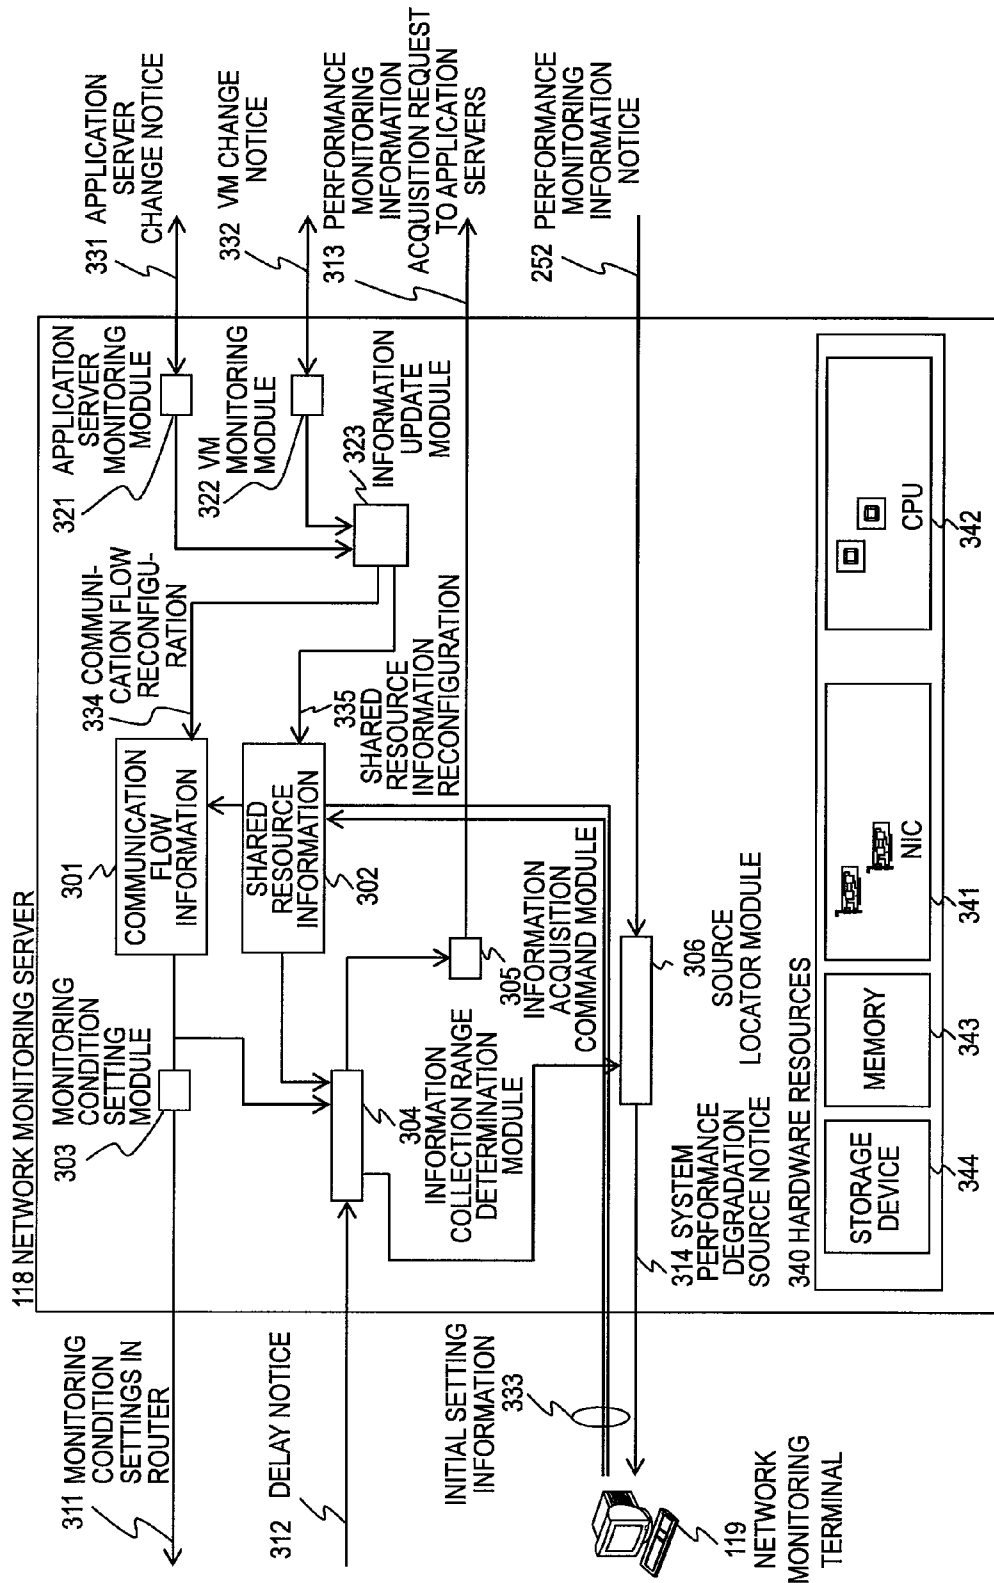 118 NETWORK MONITORING SERVER
311 MONITORING
CONDITION
SETTINGS IN
ROUTER
312 DELAY NOTICE
INITIAL SETTING
INFORMATION
333
119
NETWORK
MONITORING
TERMINAL
303
MONITORING
CONDITION
SETTING
MODULE
301
COMMUNICATION
FLOW
INFORMATION
334 COMMUNI-
CATION FLOW
RECONFIGU-
RATION
321 APPLICATION
SERVER
MONITORING
MODULE
331 APPLICATION
SERVER
CHANGE NOTICE
322 VM
MONITORING
MODULE
332 VM CHANGE
NOTICE
SHARED
RESOURCE
INFORMATION
302
323
INFORMATION
UPDATE
MODULE
335
SHARED
RESOURCE
INFORMATION
RECONFIGURATION
313 PERFORMANCE
MONITORING
INFORMATION
ACQUISITION REQUEST
TO APPLICATION
SERVERS
304
INFORMATION
COLLECTION RANGE
DETERMINATION
MODULE
305
INFORMATION
ACQUISITION
COMMAND MODULE
252 PERFORMANCE
MONITORING
INFORMATION
NOTICE
314 SYSTEM
PERFORMANCE
DEGRADATION
SOURCE NOTICE
306
SOURCE
LOCATOR MODULE
340 HARDWARE RESOURCES
STORAGE
DEVICE
344
MEMORY
343
NIC
341
CPU
342